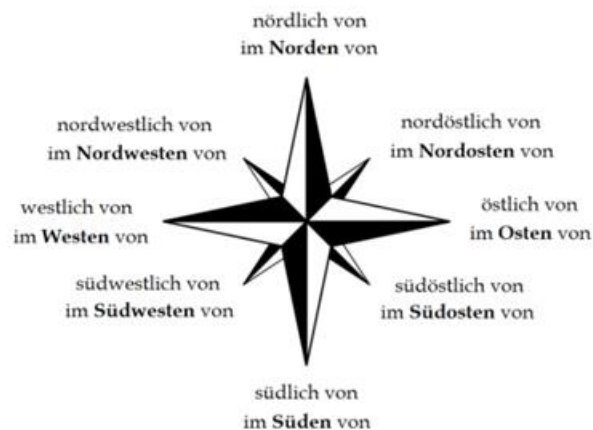 nördlich von
im Norden von
nordwestlich von
im Nordwesten von
nordöstlich von
im Nordosten von
westlich von
im Westen von
östlich von
im Osten von
südwestlich von
im Südwesten von
südöstlich von
im Südosten von
südlich von
im Süden von